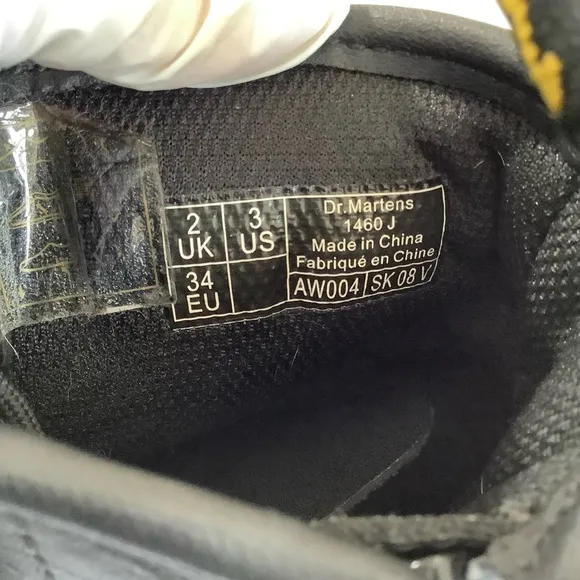 2
UK
3
US
34
EU
Dr.Martens
1460 J
Made in China
Fabriqué en Chine
AW004
SK 08 V